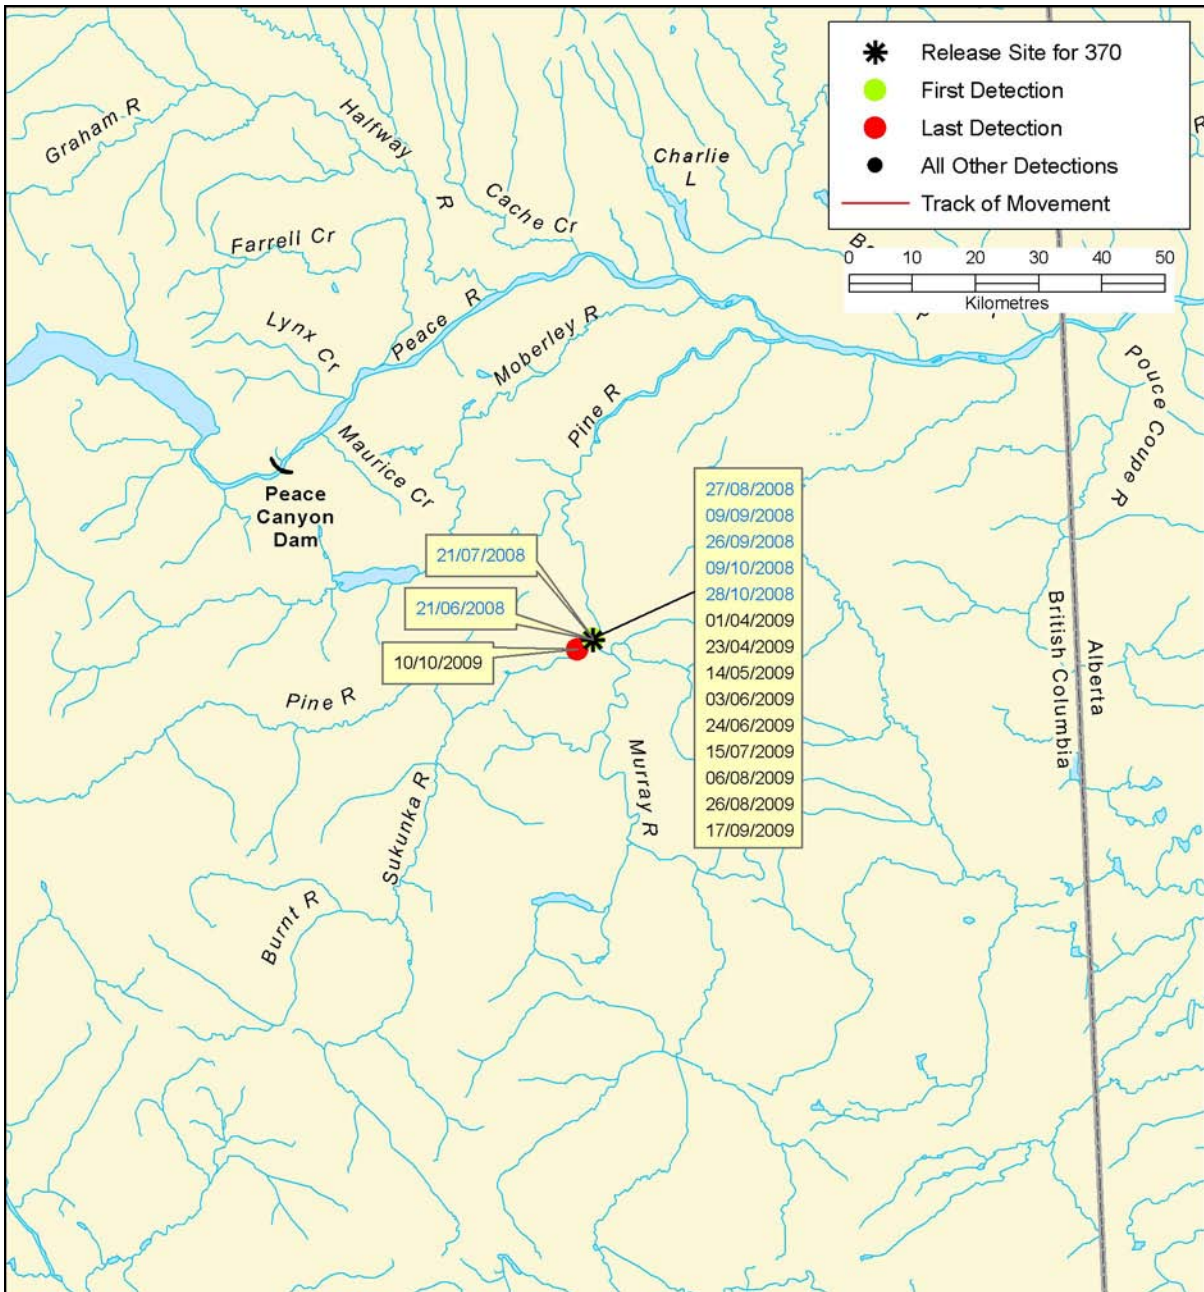 Release Site for 370
First Detection
Last Detection
All Other Detections
Track of Movement
0 10 20 30 40 50
Kilometres
Graham R
Halfway
R
Charlie
L
Cache Cr
Farrell Cr
Lynx Cr
Peace R
Moberley R
Pine R
Pouce Coupe R
Maurice Cr
Peace
Canyon
Dam
21/07/2008
21/06/2008
10/10/2009
27/08/2008
09/09/2008
26/09/2008
09/10/2008
28/10/2008
01/04/2009
23/04/2009
14/05/2009
03/06/2009
24/06/2009
15/07/2009
06/08/2009
26/08/2009
17/09/2009
British Columbia
Alberta
Pine R
Murray R
Sukunka R
Burnt R